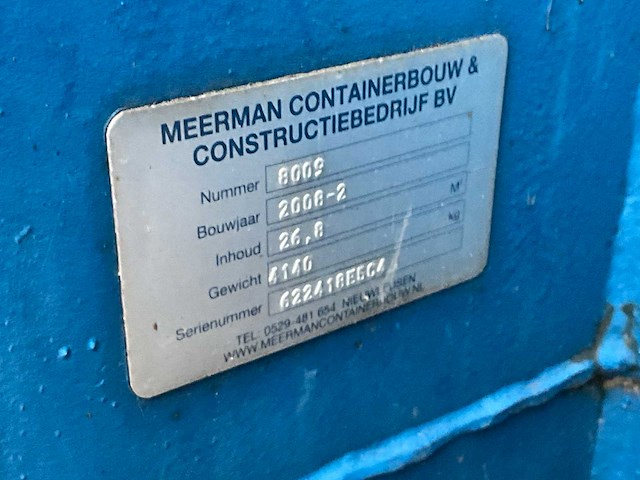 MEERMAN CONTAINERBOUW &
CONSTRUCTIEBEDRIJF BV
Nummer 8009
Bouwjaar 2008-2
Inhoud 26,8 M³
Gewicht 4140 kg
Serienummer 622418E6C4
TEL: 0529-481 654 NIEUWLEUSEN
WWW.MEERMANCONTAINERBOUW.NL